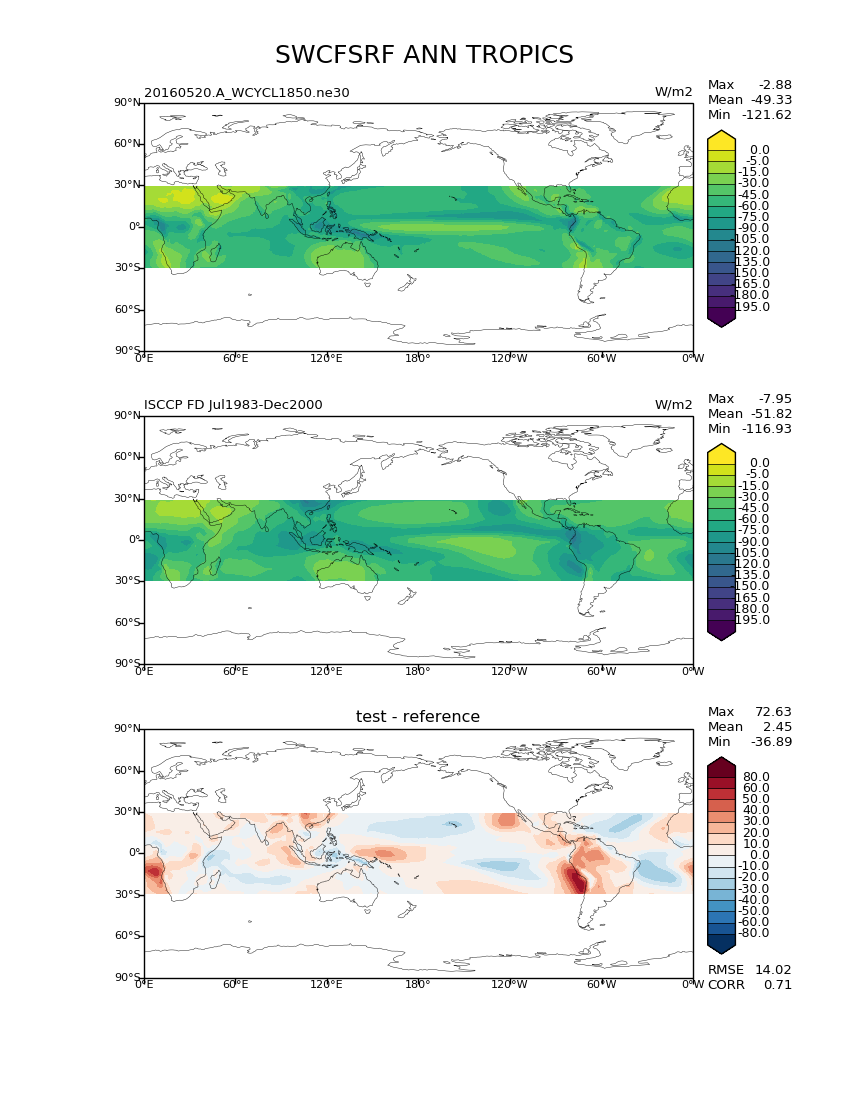 SWCFSRF ANN TROPICS
20160520.A_WCYCL1850.ne30 W/m2
Max -2.88
Mean -49.33
Min -121.62
0.0
-5.0
-15.0
-30.0
-45.0
-60.0
-75.0
-90.0
-105.0
-120.0
-135.0
-150.0
-165.0
-180.0
-195.0
90°N
60°N
30°N
0°
30°S
60°S
90°S
0°E 60°E 120°E 180° 120°W 60°W 0°W
ISCCP FD Jul1983-Dec2000 W/m2
Max -7.95
Mean -51.82
Min -116.93
0.0
-5.0
-15.0
-30.0
-45.0
-60.0
-75.0
-90.0
-105.0
-120.0
-135.0
-150.0
-165.0
-180.0
-195.0
90°N
60°N
30°N
0°
30°S
60°S
90°S
0°E 60°E 120°E 180° 120°W 60°W 0°W
test - reference
Max 72.63
Mean 2.45
Min -36.89
80.0
60.0
50.0
40.0
30.0
20.0
10.0
0.0
-10.0
-20.0
-30.0
-40.0
-50.0
-60.0
-80.0
90°N
60°N
30°N
0°
30°S
60°S
90°S
0°E 60°E 120°E 180° 120°W 60°W 0°W
RMSE 14.02
CORR 0.71